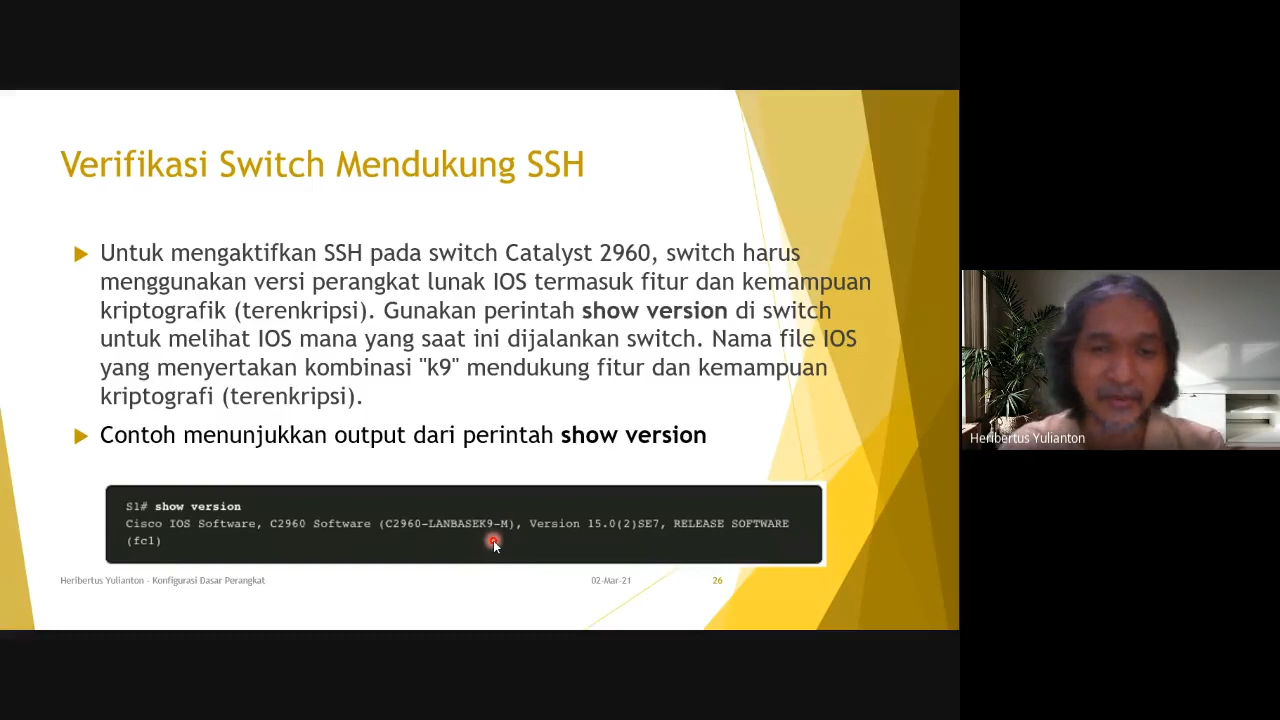 Verifikasi Switch Mendukung SSH
Untuk mengaktifkan SSH pada switch Catalyst 2960, switch harus
menggunakan versi perangkat lunak IOS termasuk fitur dan kemampuan
kriptografik (terenkripsi). Gunakan perintah show version di switch
untuk melihat IOS mana yang saat ini dijalankan switch. Nama file IOS
yang menyertakan kombinasi "k9" mendukung fitur dan kemampuan
kriptografi (terenkripsi).
Contoh menunjukkan output dari perintah show version
S1# show version
Cisco IOS Software, C2960 Software (C2960-LANBASEK9-M), Version 15.0(2)SE7, RELEASE SOFTWARE
(fc1)
Heribertus Yulianton - Konfigurasi Dasar Perangkat
02-Mar-21
26
Heribertus Yulianton